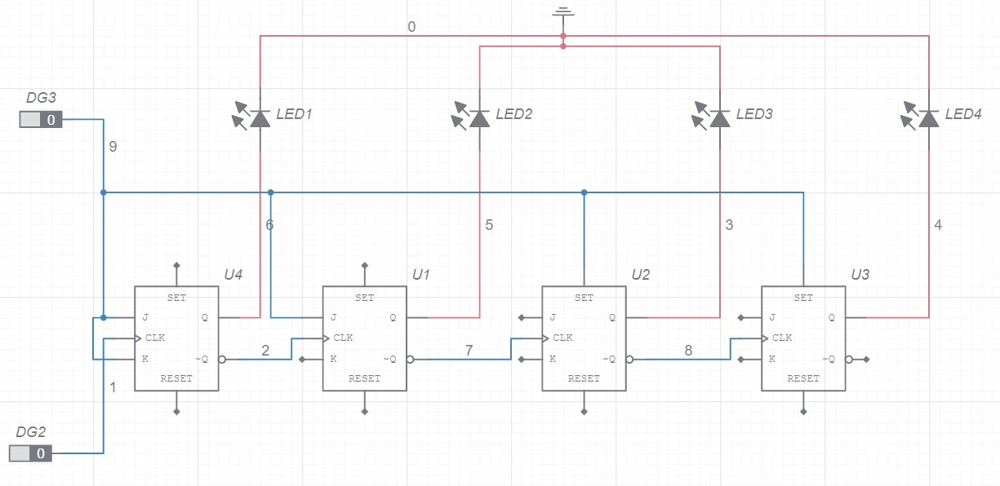 0
DG3
0
LED1
LED2
LED3
LED4
9
6
5
3
4
U4
U1
U2
U3
SET
SET
SET
SET
J
Q
J
Q
J
Q
J
Q
CLK
CLK
CLK
CLK
2
7
8
K
~Q
K
~Q
K
~Q
K
~Q
RESET
RESET
RESET
RESET
1
DG2
0